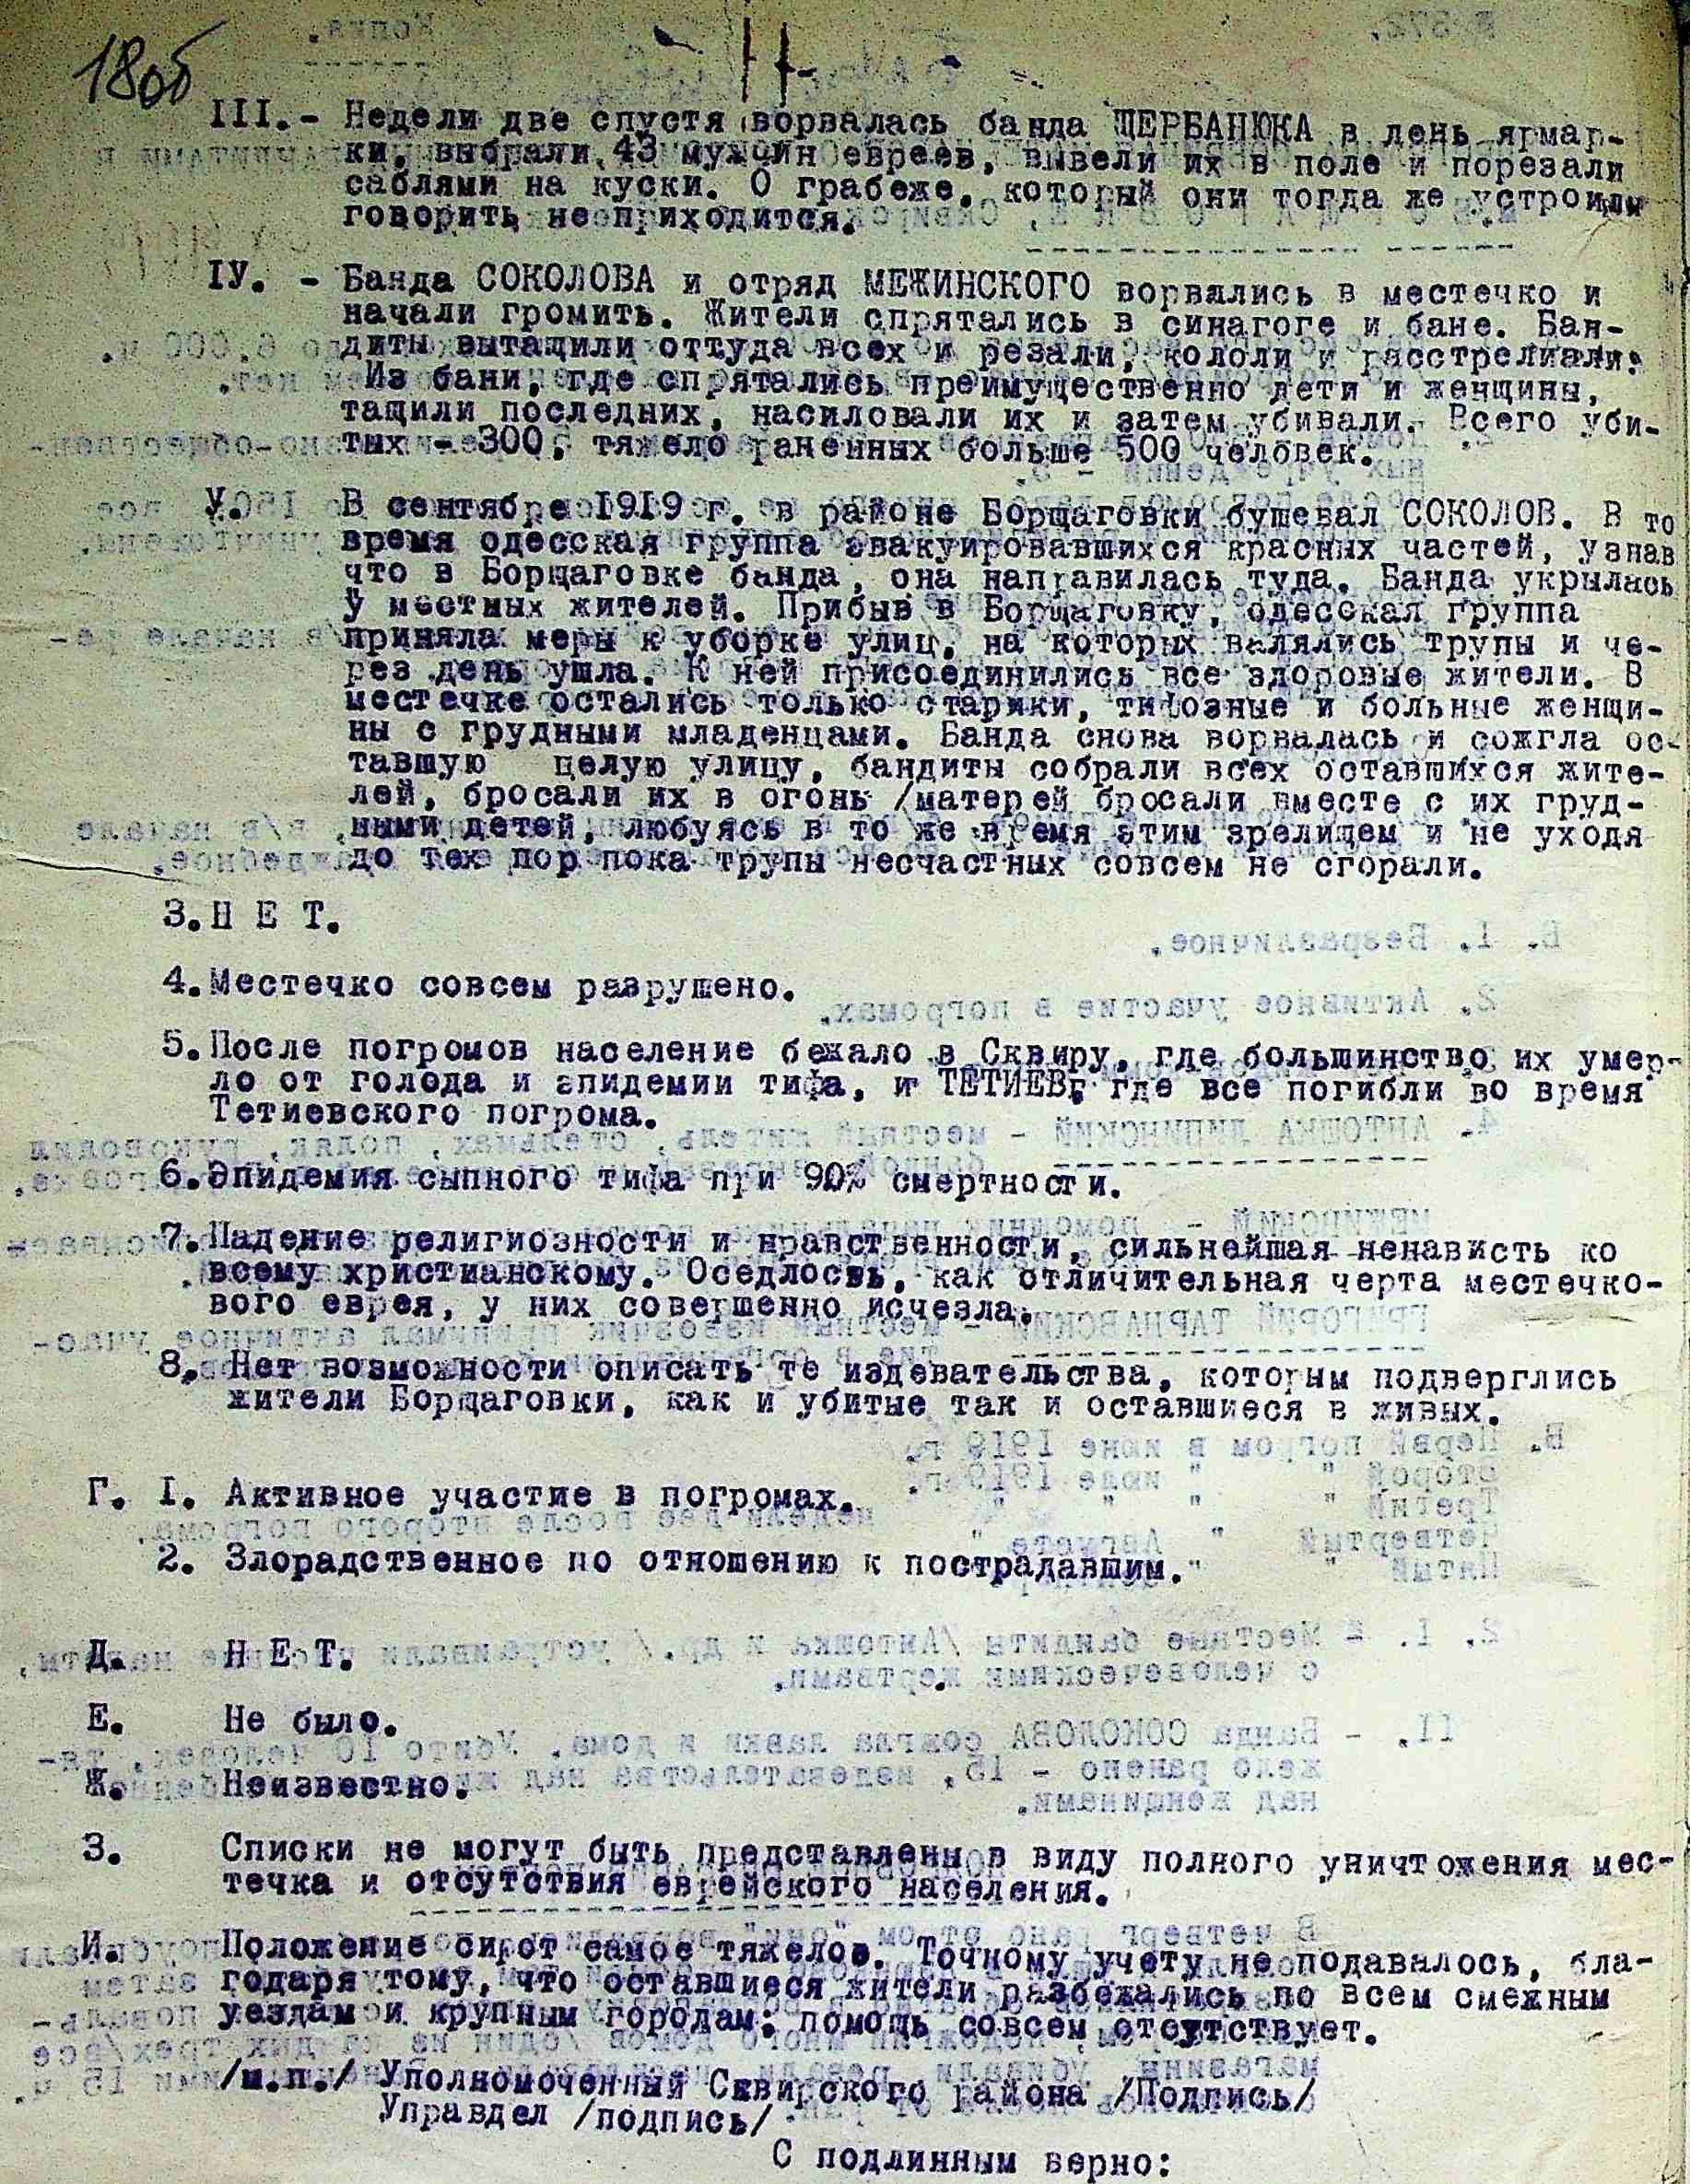 18об
III.- Недели две спустя ворвалась банда ЩЕРБАНЮКА в день ярмар-
ки, выбрали 43 мужчин евреев, вывели их в поле и порезали
саблями на куски. О грабеже, который они тогда же устроили
говорить не приходится.
IУ. - Банда СОКОЛОВА и отряд МЕЖИНСКОГО ворвались в местечко и
начали громить. Жители спрятались в синагоге и бане. Бан-
диты вытащили оттуда всех и резали, кололи и расстреливали.
Из бани, где спрятались преимущественно дети и женщины,
тащили последних, насиловали их и затем убивали. Всего уби-
тых - 300, тяжело раненных больше 500 человек.
У. В сентябре 1919 г. в районе Борщаговки бушевал СОКОЛОВ. В то
время одесская группа эвакуировавшихся красных частей, узнав
что в Борщаговке банда, она направилась туда. Банда укрылась
у местных жителей. Прибыв в Борщаговку, одесская группа
приняла меры к уборке улиц, на которых валялись трупы и че-
рез день ушла. К ней присоединились все здоровые жители. В
местечке остались только старики, тифозные и больные женщи-
ны с грудными младенцами. Банда снова ворвалась и сожгла ос-
тавшую целую улицу, бандиты собрали всех оставшихся жите-
лей, бросали их в огонь /матерей бросали вместе с их груд-
ными детей, любуясь в то же время этим зрелищем и не уходя
до тех пор пока трупы несчастных совсем не сгорали.
3.Н Е Т.
4.Местечко совсем разрушено.
5.После погромов население бежало в Сквиру, где большинство их умер-
ло от голода и эпидемии тифа, и ТЕТИЕВ, где все погибли во время
Тетиевского погрома.
6.Эпидемия сыпного тифа при 90% смертности.
7.Падение религиозности и нравственности, сильнейшая ненависть ко
всему христианскому. Оседлость, как отличительная черта местечко-
вого еврея, у них совершенно исчезла.
8. Нет возможности описать те издевательства, которым подверглись
жители Борщаговки, как и убитые так и оставшиеся в живых.
Г. I. Активное участие в погромах.
2. Злорадственное по отношению к пострадавшим.
Д. Н Е Т.
Е. Не было.
Ж. Неизвестно.
З. Списки не могут быть представлены в виду полного уничтожения мес-
течка и отсутствия еврейского населения.
И. Положение сирот самое тяжелое. Точному учету не подавалось, бла-
годаря тому, что оставшиеся жители разбежались по всем смежным
уездам и крупным городам; помощь совсем отсутствует.
/м.п./ Уполномоченный Сквирского района /Подпись/
Управдел /подпись/
С подлинным верно: